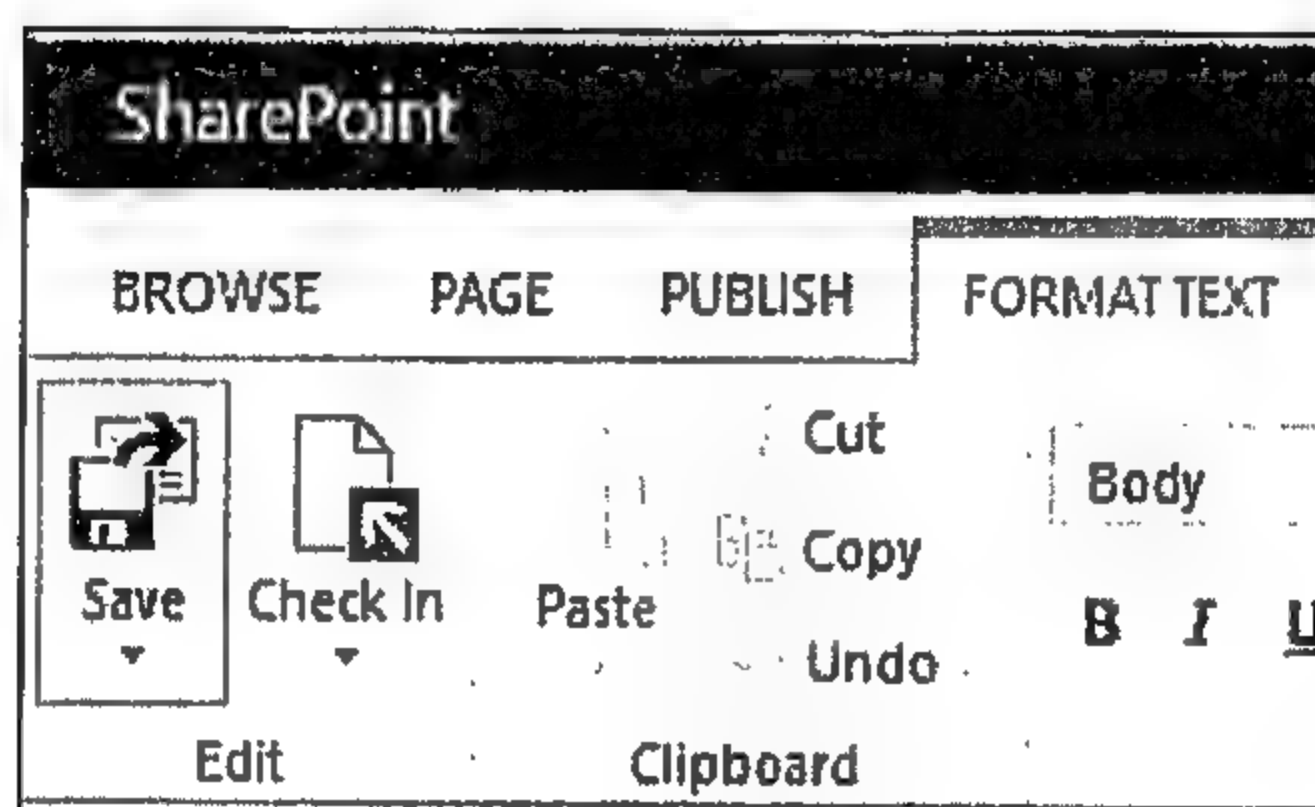 SharePoint
BROWSE PAGE PUBLISH FORMAT TEXT
Cut
Body
Copy
Save Check In Paste
B I U
Undo
Edit Clipboard